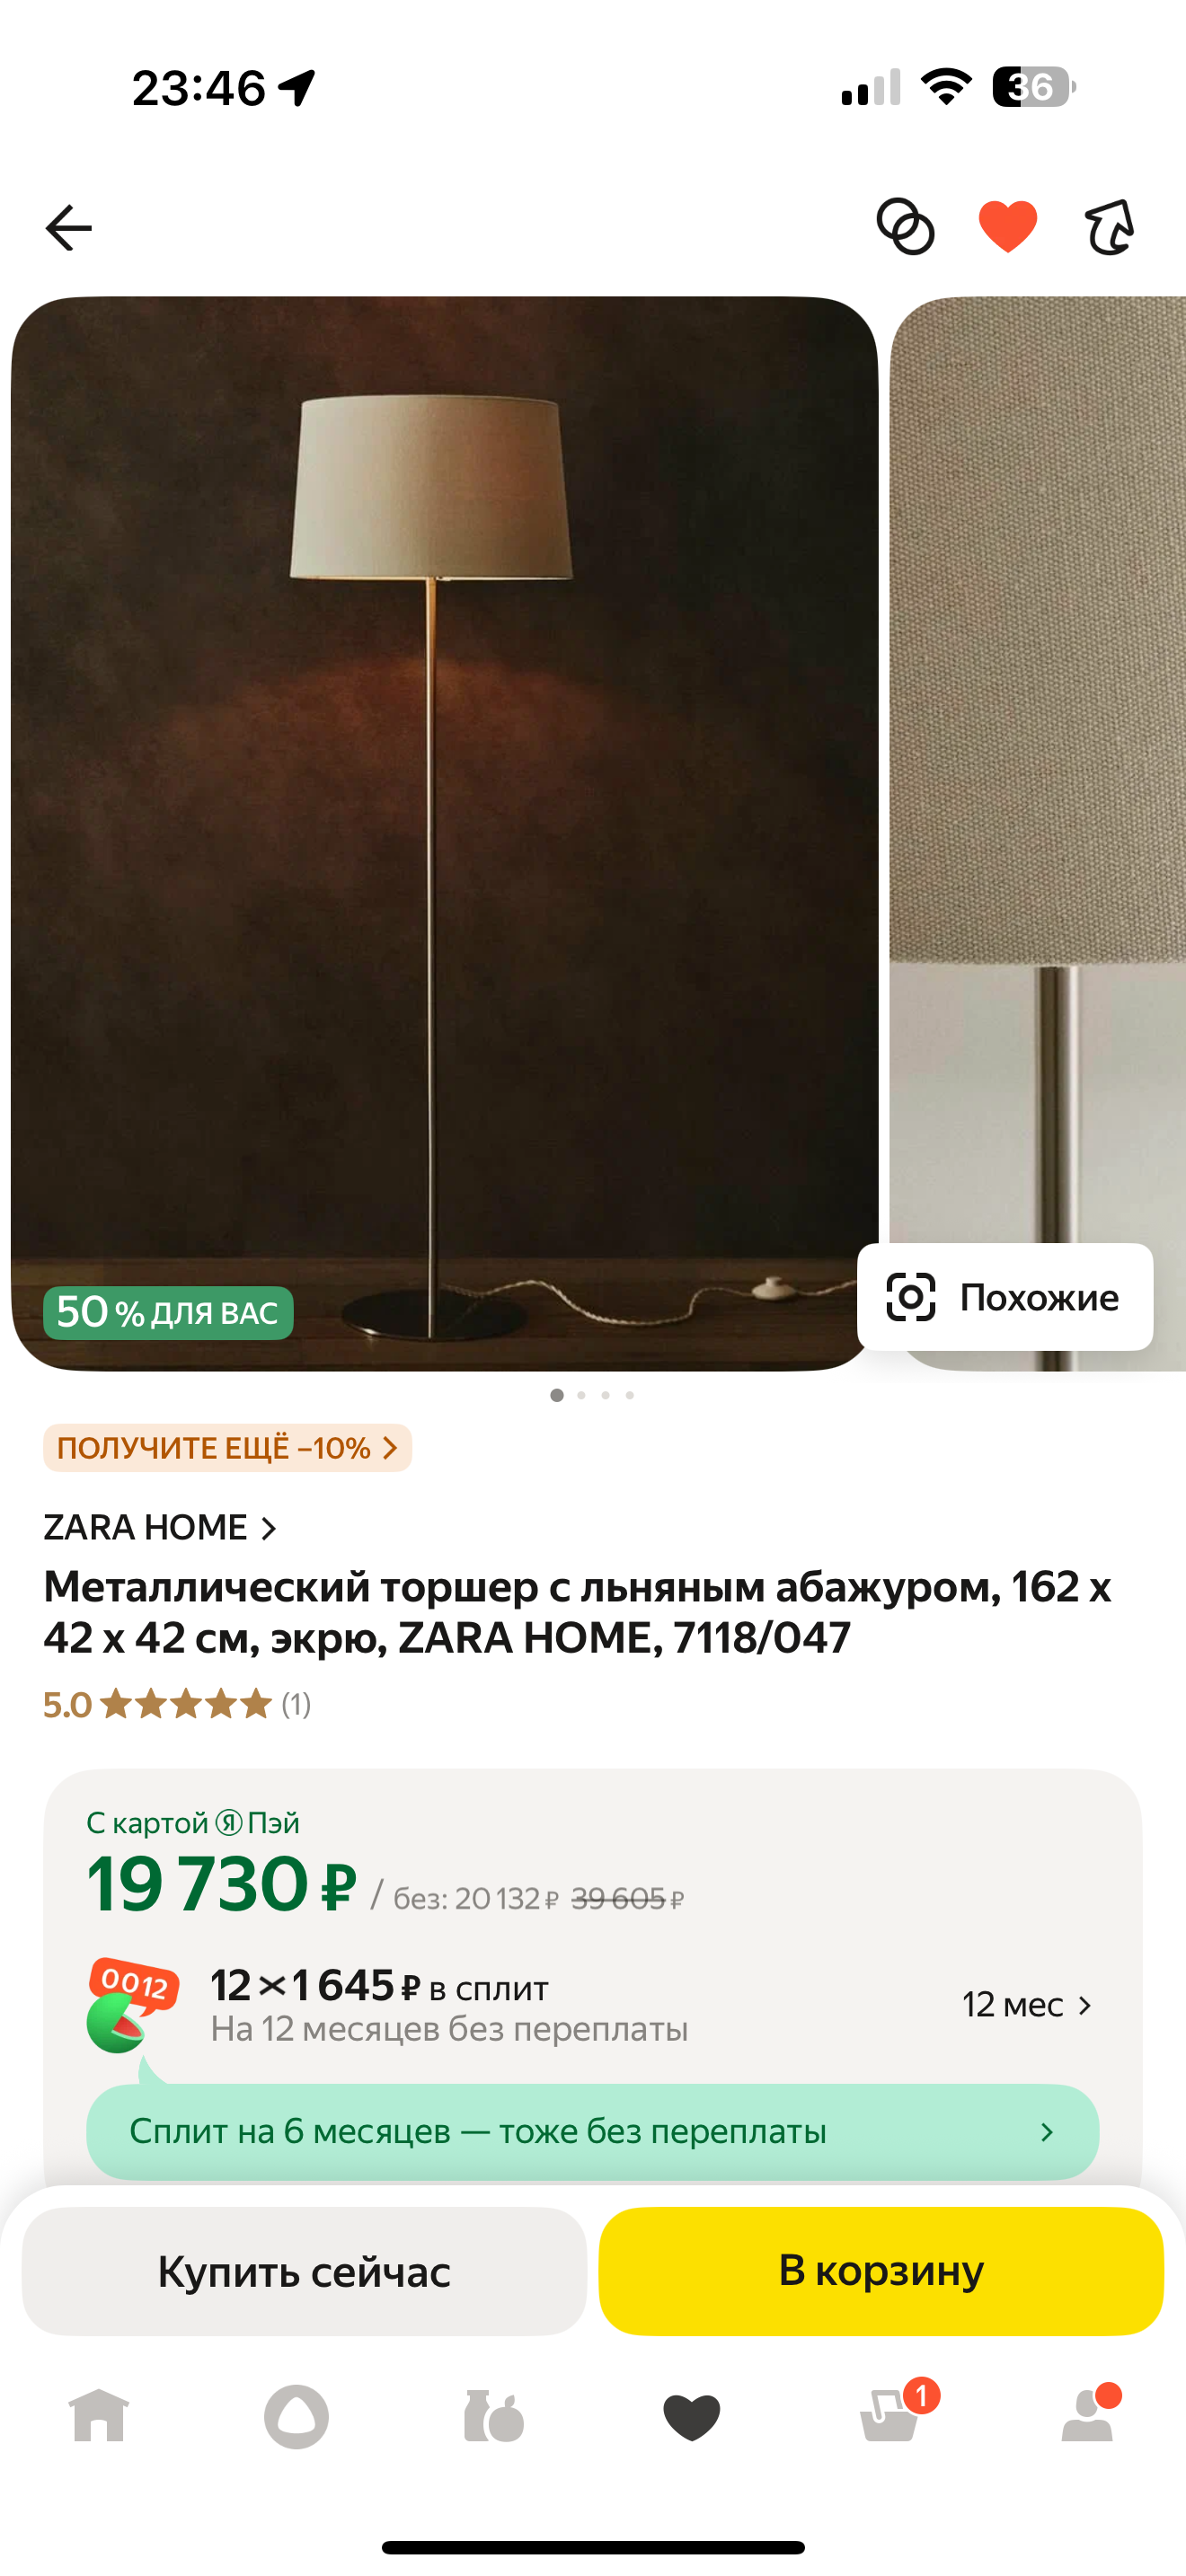 23:46
36
50 % ДЛЯ ВАС
Похожие
ПОЛУЧИТЕ ЕЩЁ –10%
ZARA HOME
Металлический торшер с льняным абажуром, 162 х
42 х 42 см, экрю, ZARA HOME, 7118/047
5.0 (1)
С картой Я Пэй
19 730 ₽ / без: 20 132 ₽ 39 605 ₽
0012
12×1 645 ₽ в сплит
На 12 месяцев без переплаты
12 мес
Сплит на 6 месяцев — тоже без переплаты
Купить сейчас
В корзину
1